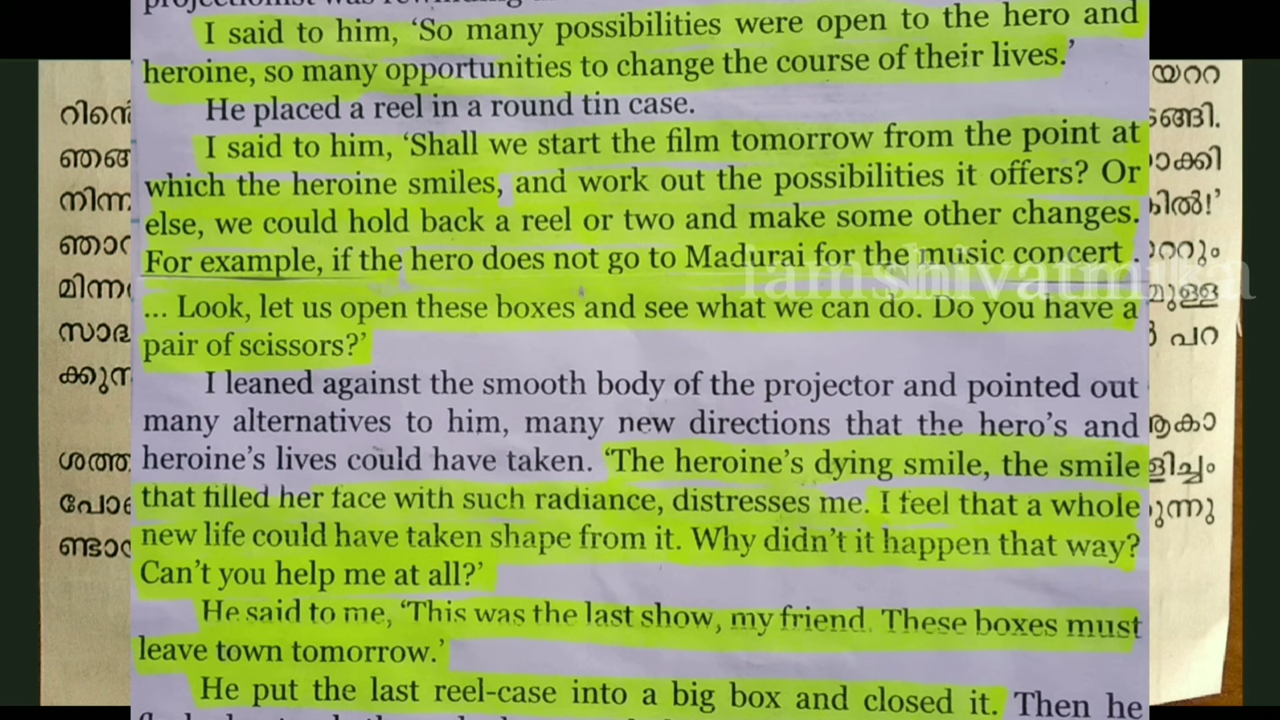 I said to him, ‘So many possibilities were open to the hero and
heroine, so many opportunities to change the course of their lives.’
He placed a reel in a round tin case.
I said to him, ‘Shall we start the film tomorrow from the point at
which the heroine smiles, and work out the possibilities it offers? Or
else, we could hold back a reel or two and make some other changes.
For example, if the hero does not go to Madurai for the music concert .
... Look, let us open these boxes and see what we can do. Do you have a
pair of scissors?’
I leaned against the smooth body of the projector and pointed out
many alternatives to him, many new directions that the hero’s and
heroine’s lives could have taken. ‘The heroine’s dying smile, the smile
that filled her face with such radiance, distresses me. I feel that a whole
new life could have taken shape from it. Why didn’t it happen that way?
Can’t you help me at all?’
He said to me, ‘This was the last show, my friend. These boxes must
leave town tomorrow.’
He put the last reel-case into a big box and closed it. Then he
iamshivatmika
റിന്റെ
ഞങ്ങ
നിന്ന
ഞാ
മിന്ന
സാദ
ക്കുന്ന
ശത്ത
പോ
ണ്ടാ
യററ
ങ്ങി.
ാക്കി
ിൽ!’
ററും
മുള്ള
പറ
ആകാ
ളിച്ചം
ുന്നു